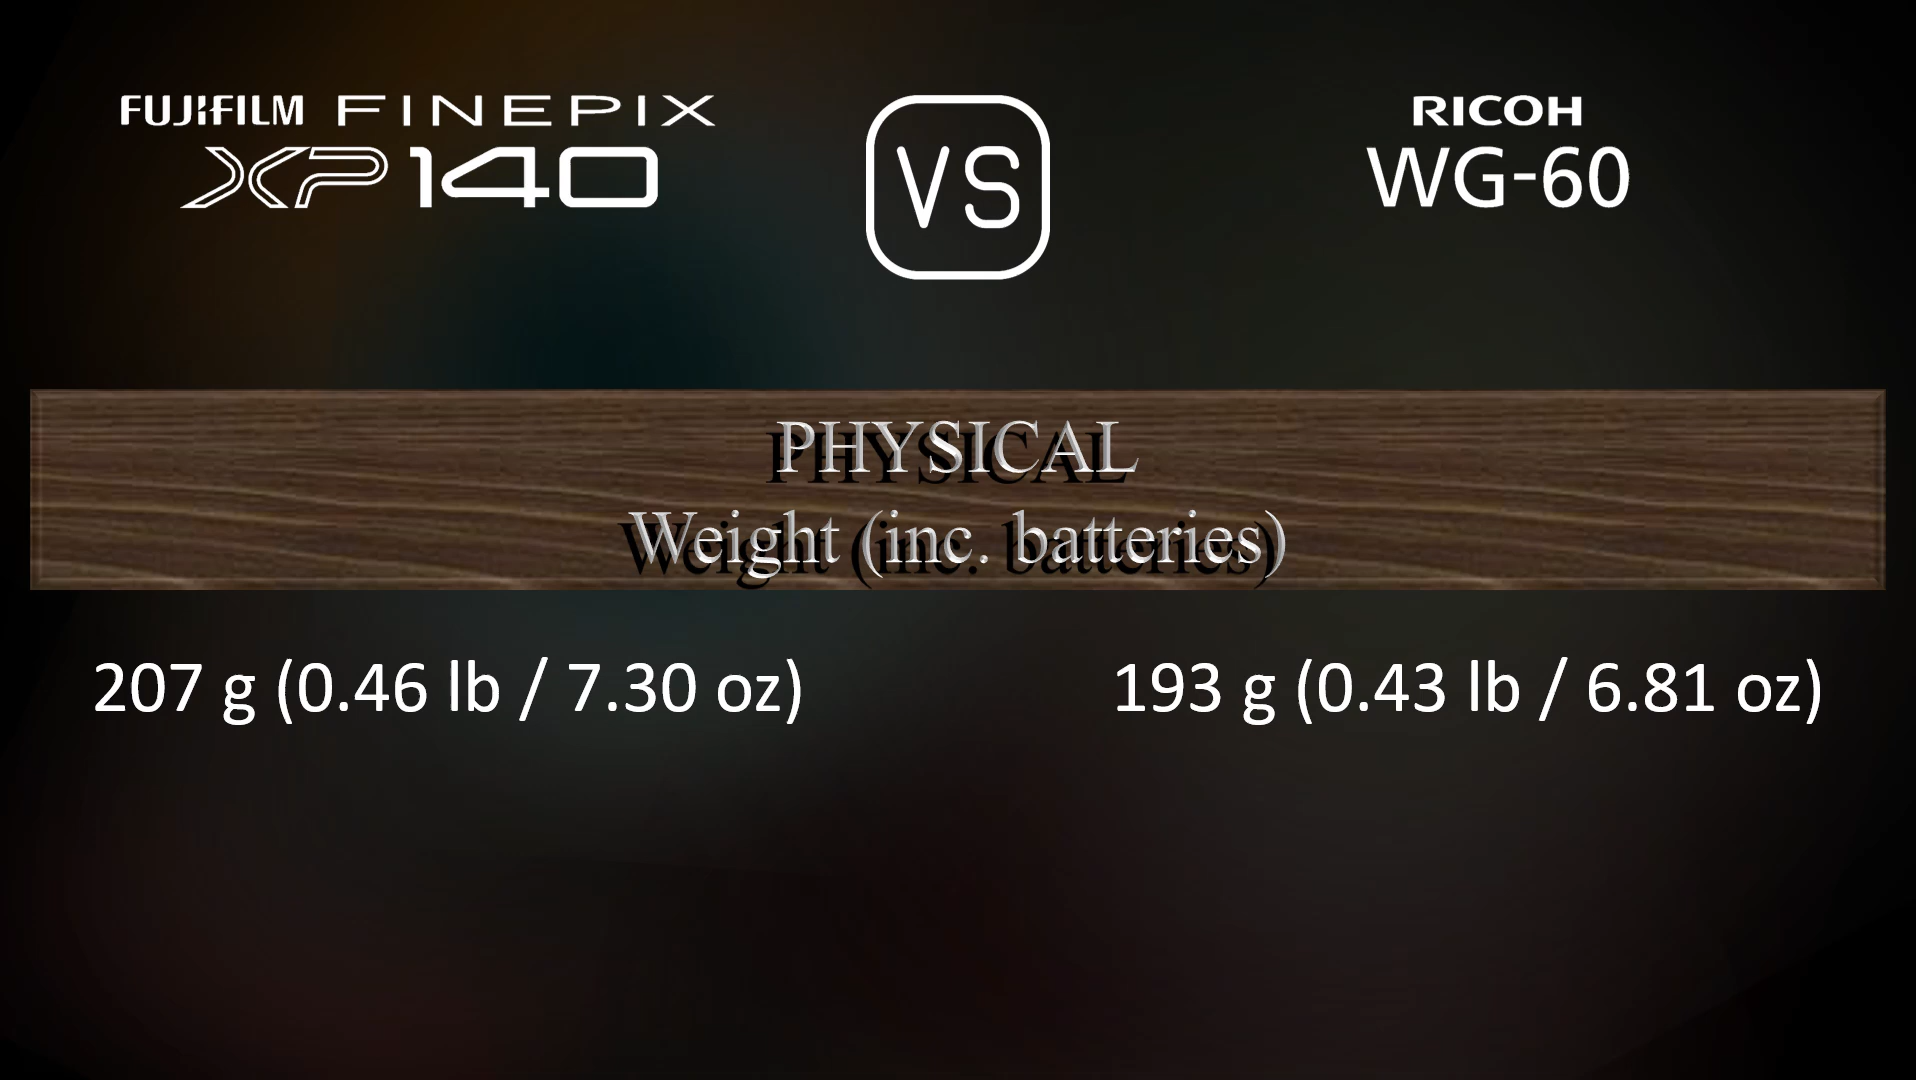 FUJIFILM FINEPIX
XP140
VS
RICOH
WG-60
PHYSICAL
Weight (inc. batteries)
207 g (0.46 lb / 7.30 oz)
193 g (0.43 lb / 6.81 oz)